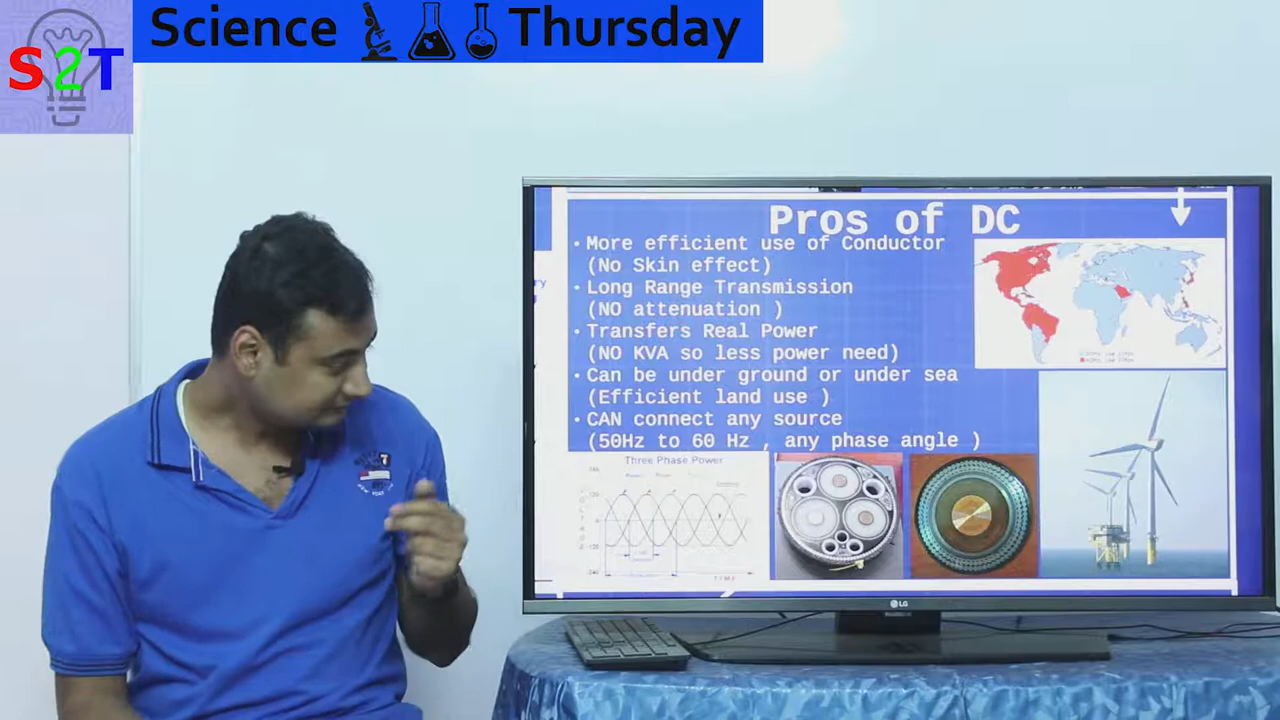 Science Thursday
S2T
Pros of DC
• More efficient use of Conductor
(No Skin effect)
• Long Range Transmission
(NO attenuation )
• Transfers Real Power
(NO KVA so less power need)
• Can be under ground or under sea
(Efficient land use )
• CAN connect any source
(50Hz to 60 Hz , any phase angle )
Three Phase Power
LG